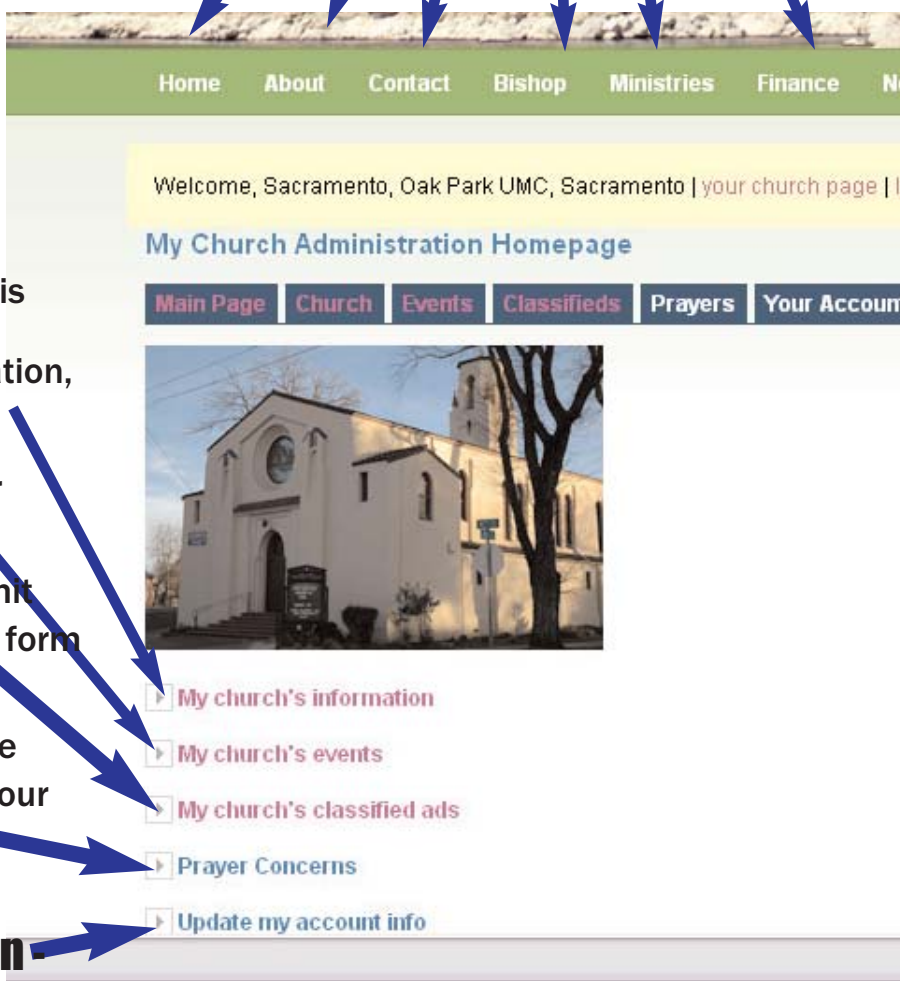 Home About Contact Bishop Ministries Finance
Welcome, Sacramento, Oak Park UMC, Sacramento | your church page |
My Church Administration Homepage
is
Main Page Church Events Classifieds Prayers Your Accoun
tion,
form
e
our
My church's information
My church's events
My church's classified ads
Prayer Concerns
Update my account info
n -